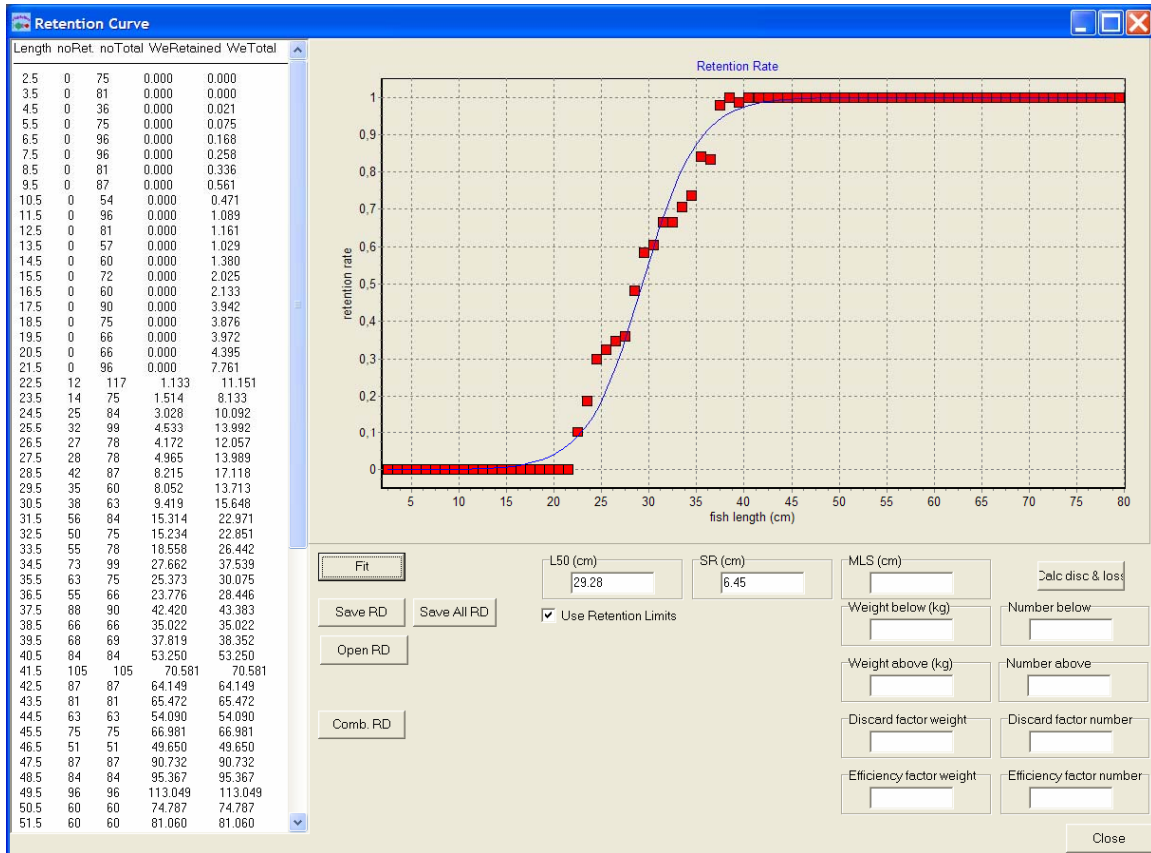 Retention Curve
Length noRet. noTotal WeRetained WeTotal
2.5 0 75 0.000 0.000
3.5 0 81 0.000 0.000
4.5 0 36 0.000 0.021
5.5 0 75 0.000 0.075
6.5 0 96 0.000 0.168
7.5 0 96 0.000 0.258
8.5 0 81 0.000 0.336
9.5 0 87 0.000 0.561
10.5 0 54 0.000 0.471
11.5 0 96 0.000 1.089
12.5 0 81 0.000 1.161
13.5 0 57 0.000 1.029
14.5 0 60 0.000 1.380
15.5 0 72 0.000 2.025
16.5 0 60 0.000 2.133
17.5 0 90 0.000 3.942
18.5 0 75 0.000 3.876
19.5 0 66 0.000 3.972
20.5 0 66 0.000 4.395
21.5 0 96 0.000 7.761
22.5 12 117 1.133 11.151
23.5 14 75 1.514 8.133
24.5 25 84 3.028 10.092
25.5 32 99 4.533 13.992
26.5 27 78 4.172 12.057
27.5 28 78 4.965 13.989
28.5 42 87 8.215 17.118
29.5 35 60 8.052 13.713
30.5 38 63 9.419 15.648
31.5 56 84 15.314 22.971
32.5 50 75 15.234 22.851
33.5 55 78 18.558 26.442
34.5 73 99 27.662 37.539
35.5 63 75 25.373 30.075
36.5 55 66 23.776 28.446
37.5 88 90 42.420 43.383
38.5 66 66 35.022 35.022
39.5 68 69 37.819 38.352
40.5 84 84 53.250 53.250
41.5 105 105 70.581 70.581
42.5 87 87 64.149 64.149
43.5 81 81 65.472 65.472
44.5 63 63 54.090 54.090
45.5 75 75 66.981 66.981
46.5 51 51 49.650 49.650
47.5 87 87 90.732 90.732
48.5 84 84 95.367 95.367
49.5 96 96 113.049 113.049
50.5 60 60 74.787 74.787
51.5 60 60 81.060 81.060
Retention Rate
1
0,9
0,8
0,7
0,6
0,5
0,4
0,3
0,2
0,1
0
retention rate
5 10 15 20 25 30 35 40 45 50 55 60 65 70 75 80
fish length (cm)
Fit
Save RD Save All RD
Open RD
Comb. RD
L50 (cm)
29.28
SR (cm)
6.45
Use Retention Limits
MLS (cm)
Calc disc & loss
Weight below (kg) Number below
Weight above (kg) Number above
Discard factor weight Discard factor number
Efficiency factor weight Efficiency factor number
Close